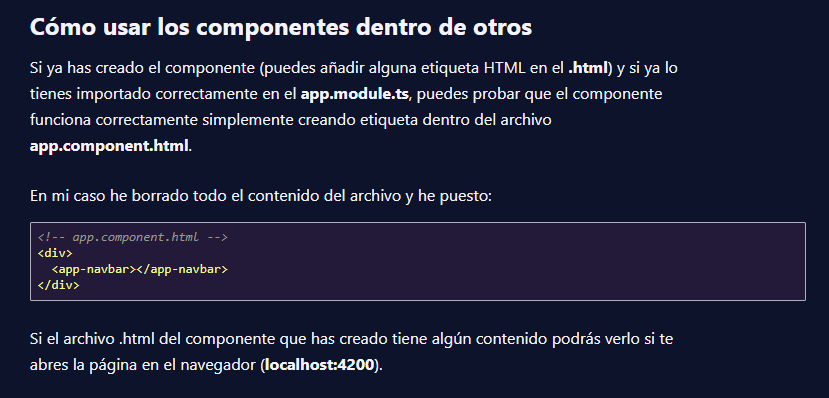 Cómo usar los componentes dentro de otros
Si ya has creado el componente (puedes añadir alguna etiqueta HTML en el .html) y si ya lo
tienes importado correctamente en el app.module.ts, puedes probar que el componente
funciona correctamente simplemente creando etiqueta dentro del archivo
app.component.html.
En mi caso he borrado todo el contenido del archivo y he puesto:
<!-- app.component.html -->
<div>
  <app-navbar></app-navbar>
</div>
Si el archivo .html del componente que has creado tiene algún contenido podrás verlo si te
abres la página en el navegador (localhost:4200).